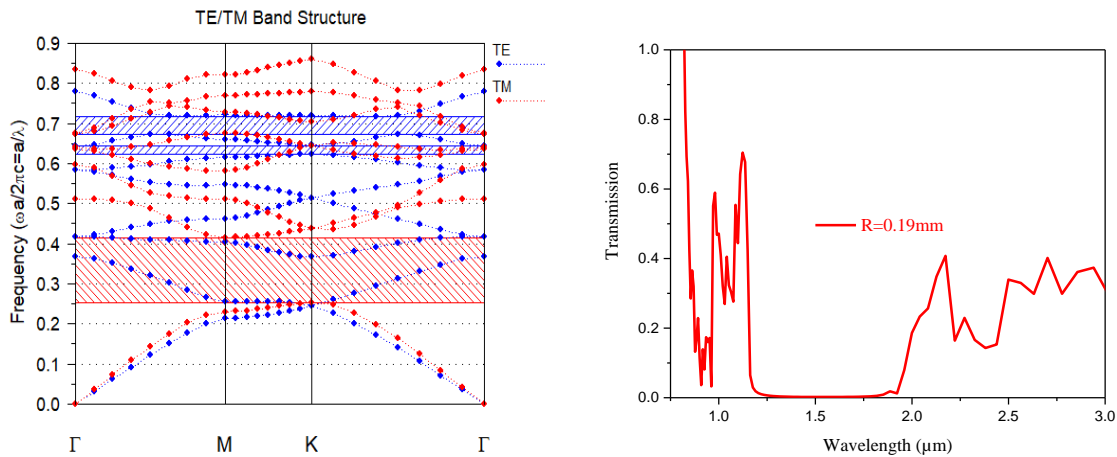 TE/TM Band Structure
Frequency (ωa/2πc=a/λ)
0.9
0.8
0.7
0.6
0.5
0.4
0.3
0.2
0.1
0.0
Γ M K Γ
TE
TM
Transmission
1.0
0.8
0.6
0.4
0.2
0.0
1.0 1.5 2.0 2.5 3.0
Wavelength (µm)
R=0.19mm